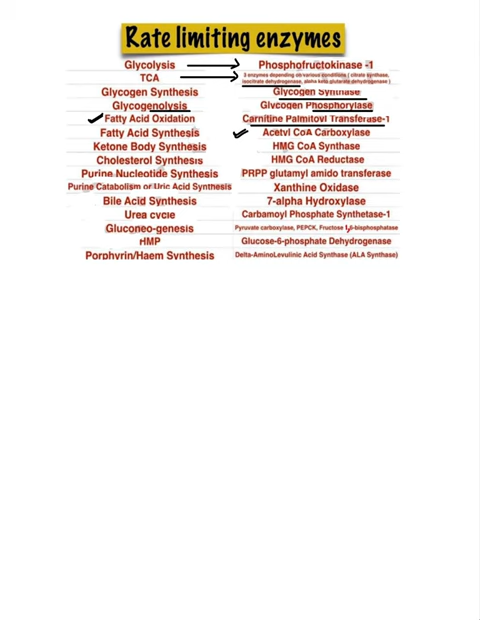 Rate limiting enzymes
Glycolysis Phosphofructokinase -1
TCA 3 enzymes depending on various conditions ( citrate synthase, isocitrate dehydrogenase, alpha keto glutarate dehydrogenase )
Glycogen Synthesis Glycogen Synthase
Glycogenolysis Glycogen Phosphorylase
Fatty Acid Oxidation Carnitine Palmitoyl Transferase-1
Fatty Acid Synthesis Acetyl CoA Carboxylase
Ketone Body Synthesis HMG CoA Synthase
Cholesterol Synthesis HMG CoA Reductase
Purine Nucleotide Synthesis PRPP glutamyl amido transferase
Purine Catabolism or Uric Acid Synthesis Xanthine Oxidase
Bile Acid Synthesis 7-alpha Hydroxylase
Urea cycle Carbamoyl Phosphate Synthetase-1
Gluconeo-genesis Pyruvate carboxylase, PEPCK, Fructose 1,6-bisphosphatase
HMP Glucose-6-phosphate Dehydrogenase
Porphyrin/Haem Synthesis Delta-AminoLevulinic Acid Synthase (ALA Synthase)